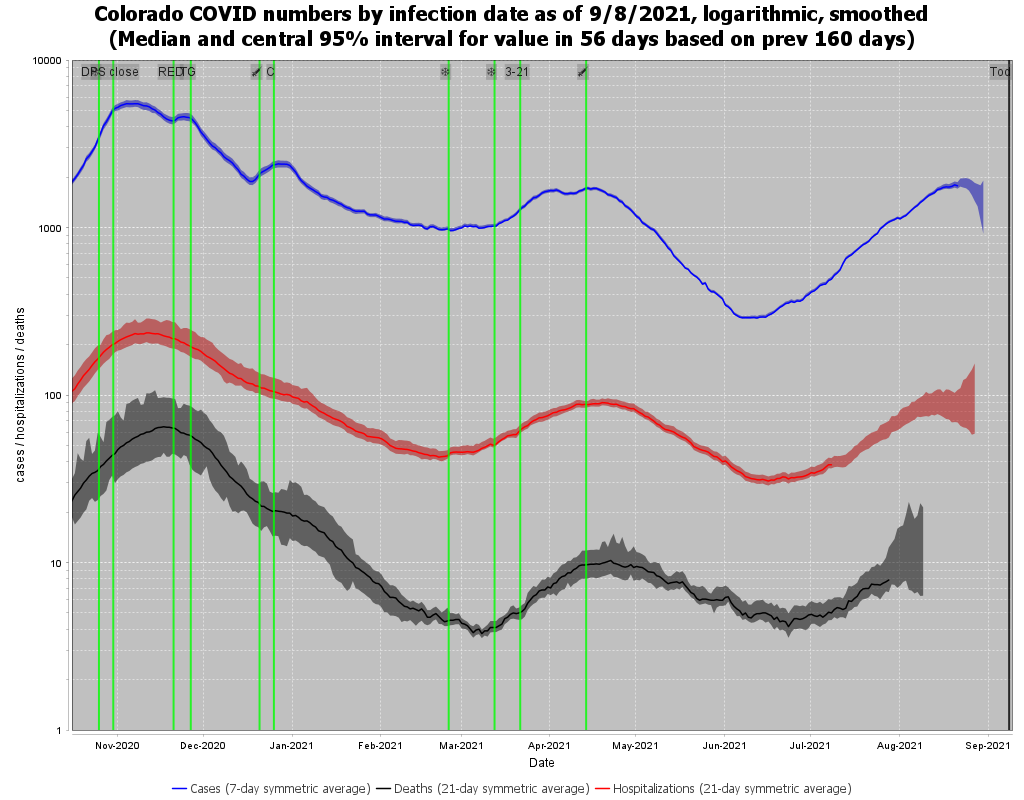 Colorado COVID numbers by infection date as of 9/8/2021, logarithmic, smoothed
(Median and central 95% interval for value in 56 days based on prev 160 days)
10000
1000
100
10
1
cases / hospitalizations / deaths
close
RED
TG
C
3-21
Tod
Nov-2020
Dec-2020
Jan-2021
Feb-2021
Mar-2021
Apr-2021
May-2021
Jun-2021
Jul-2021
Aug-2021
Sep-2021
Date
Cases (7-day symmetric average)
Deaths (21-day symmetric average)
Hospitalizations (21-day symmetric average)